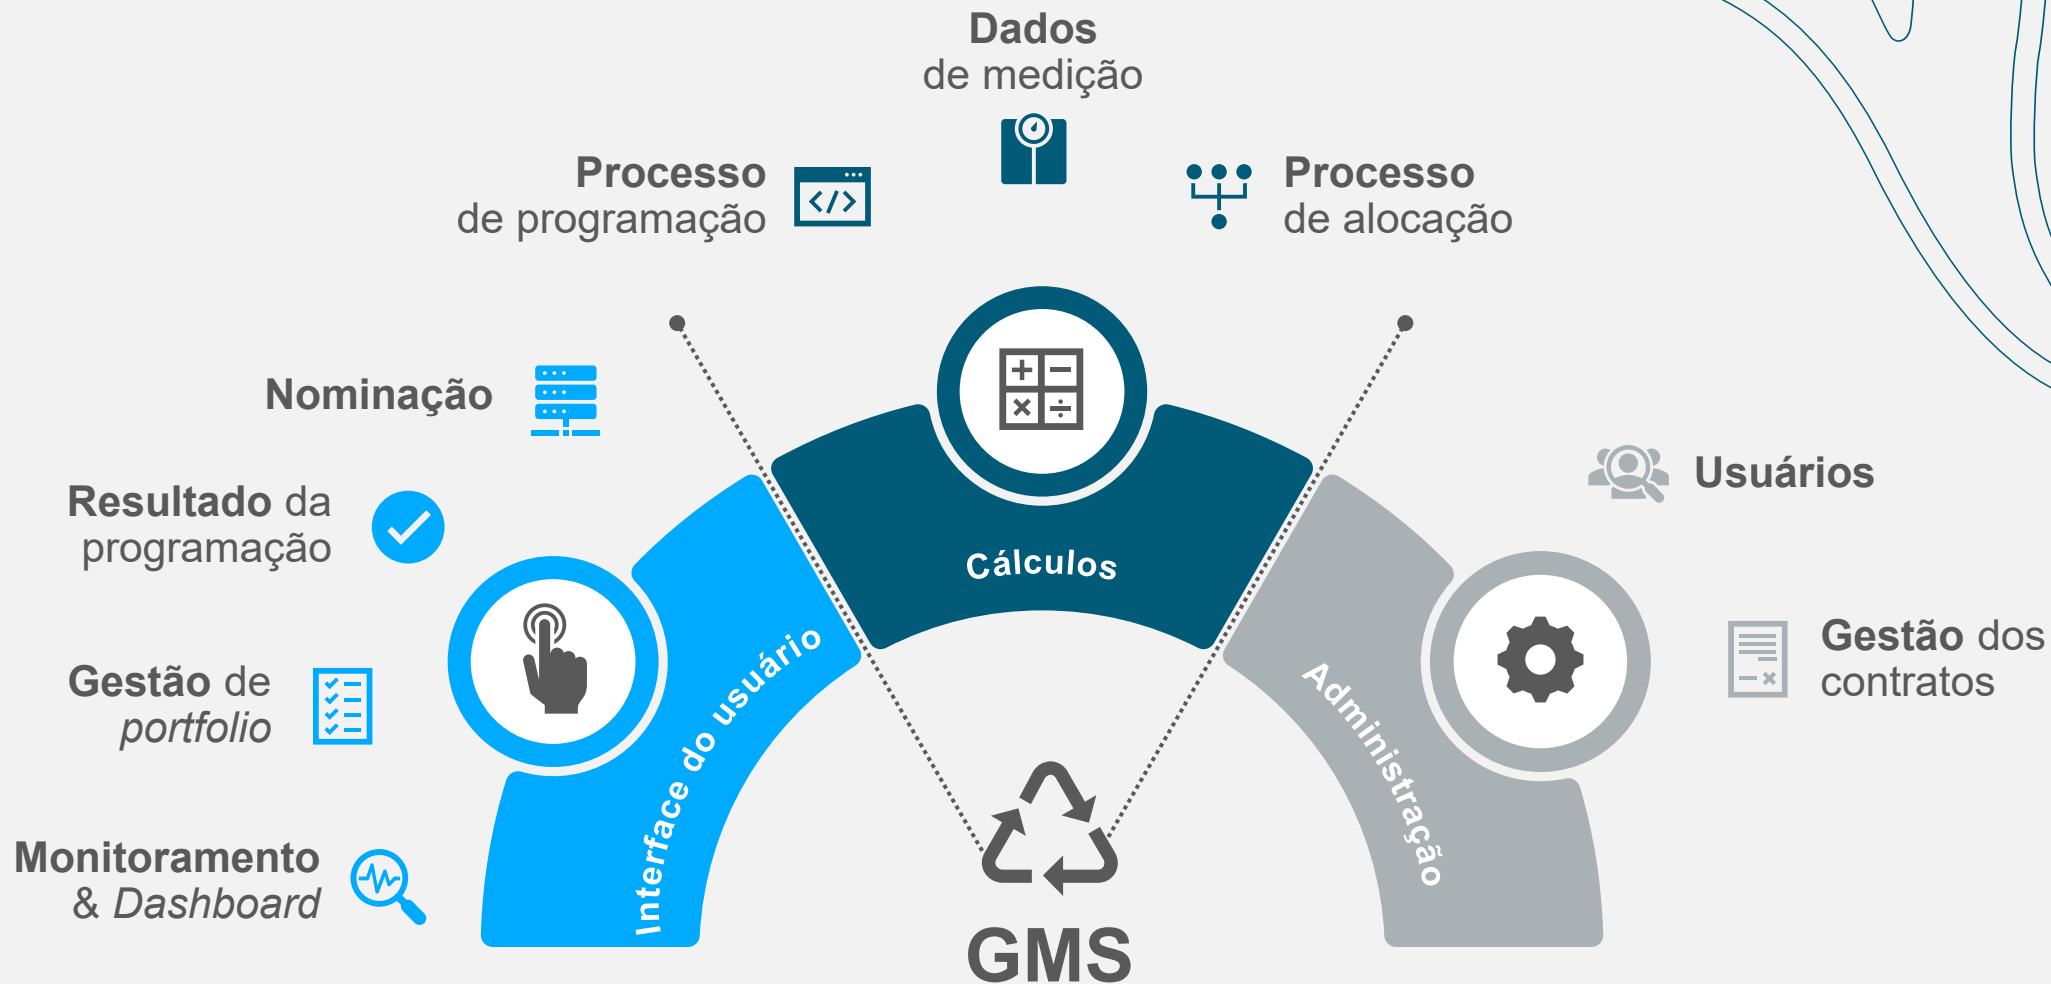 Dados
de medição
Processo
de programação
Processo
de alocação
Nominação
Resultado da
programação
Gestão de
portfolio
Monitoramento
& Dashboard
Interface do usuário
Cálculos
Administração
Usuários
Gestão dos
contratos
GMS